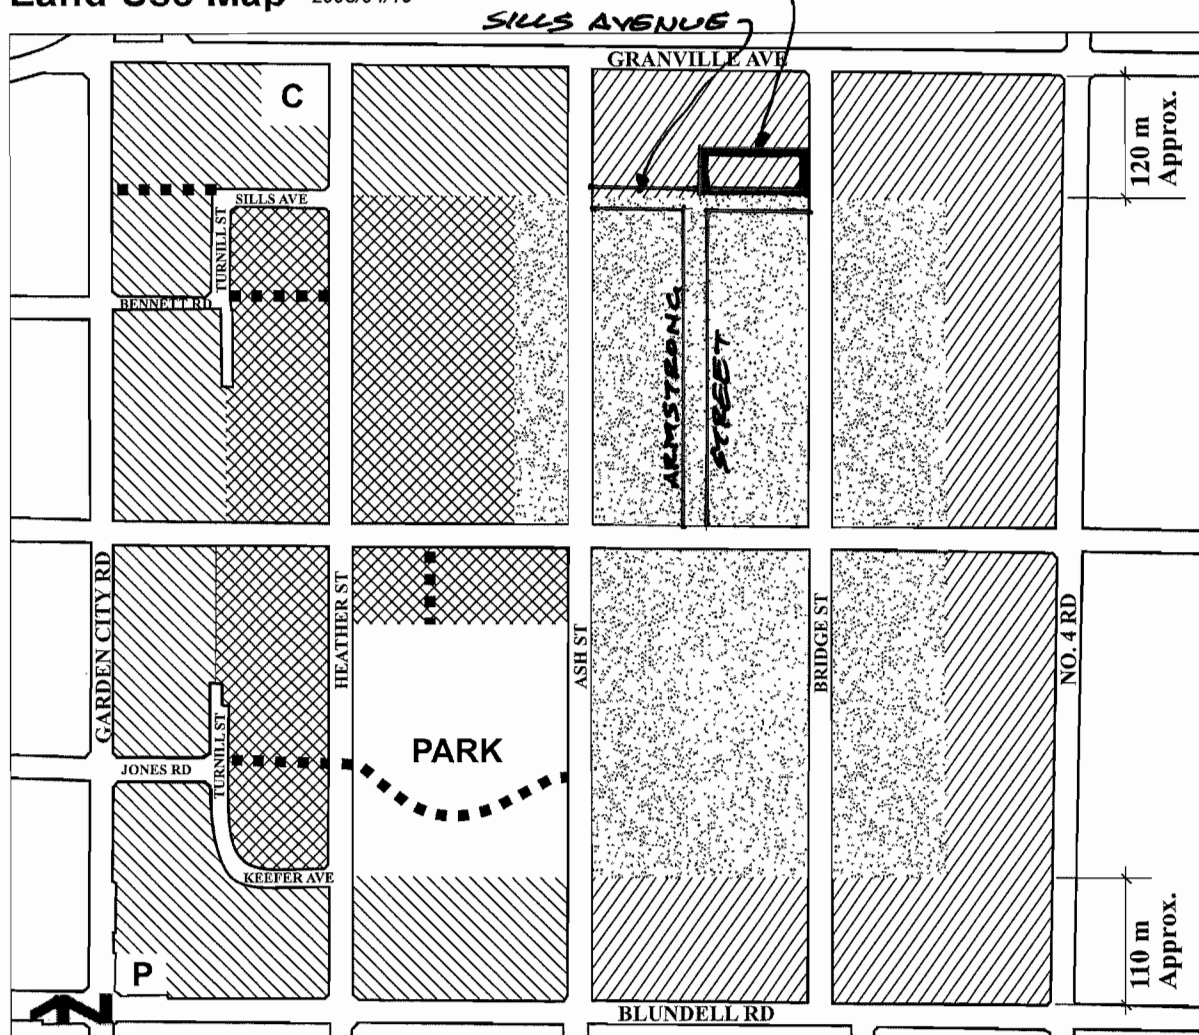 Land Use Map
SILLS AVENUE
GRANVILLE AVE
C
120 m
Approx.
SILLS AVE
TURNILL ST
BENNETT RD
ARMSTRONG
STREET
GARDEN CITY RD
HEATHER ST
ASH ST
BRIDGE ST
NO. 4 RD
PARK
JONES RD
TURNILL ST
KEEFER AVE
P
110 m
Approx.
BLUNDELL RD